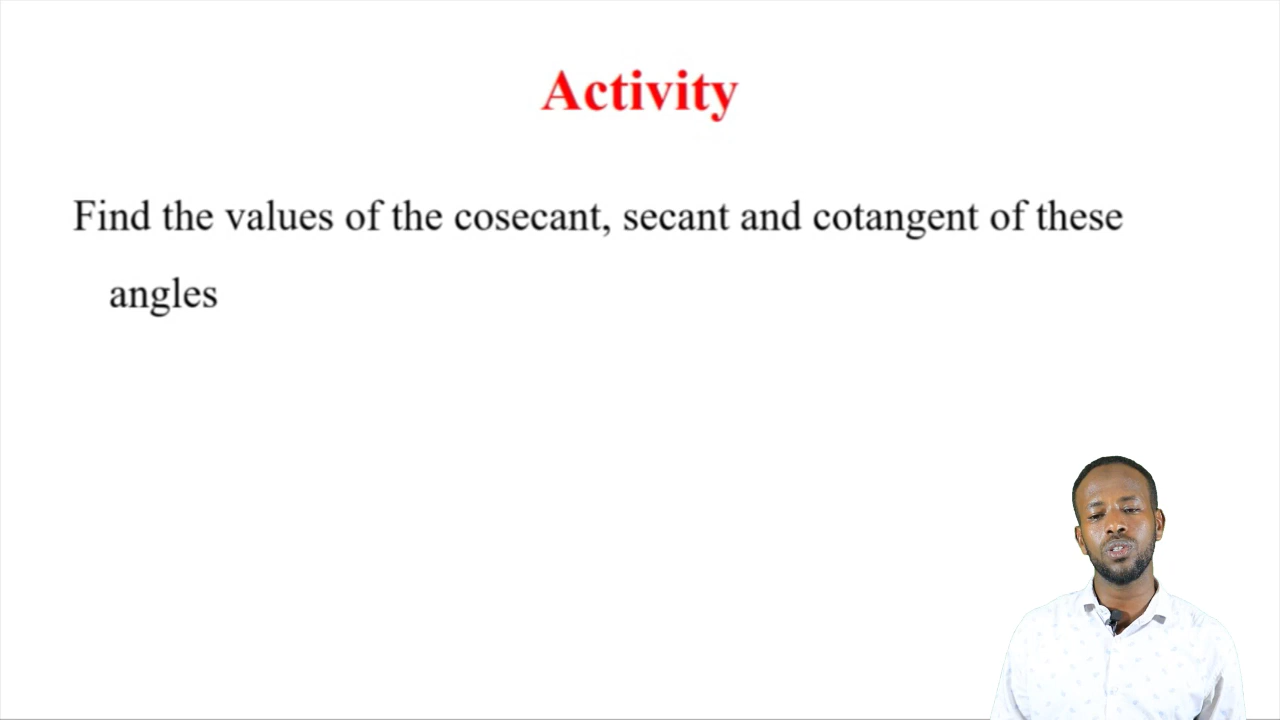 Activity
Find the values of the cosecant, secant and cotangent of these
angles